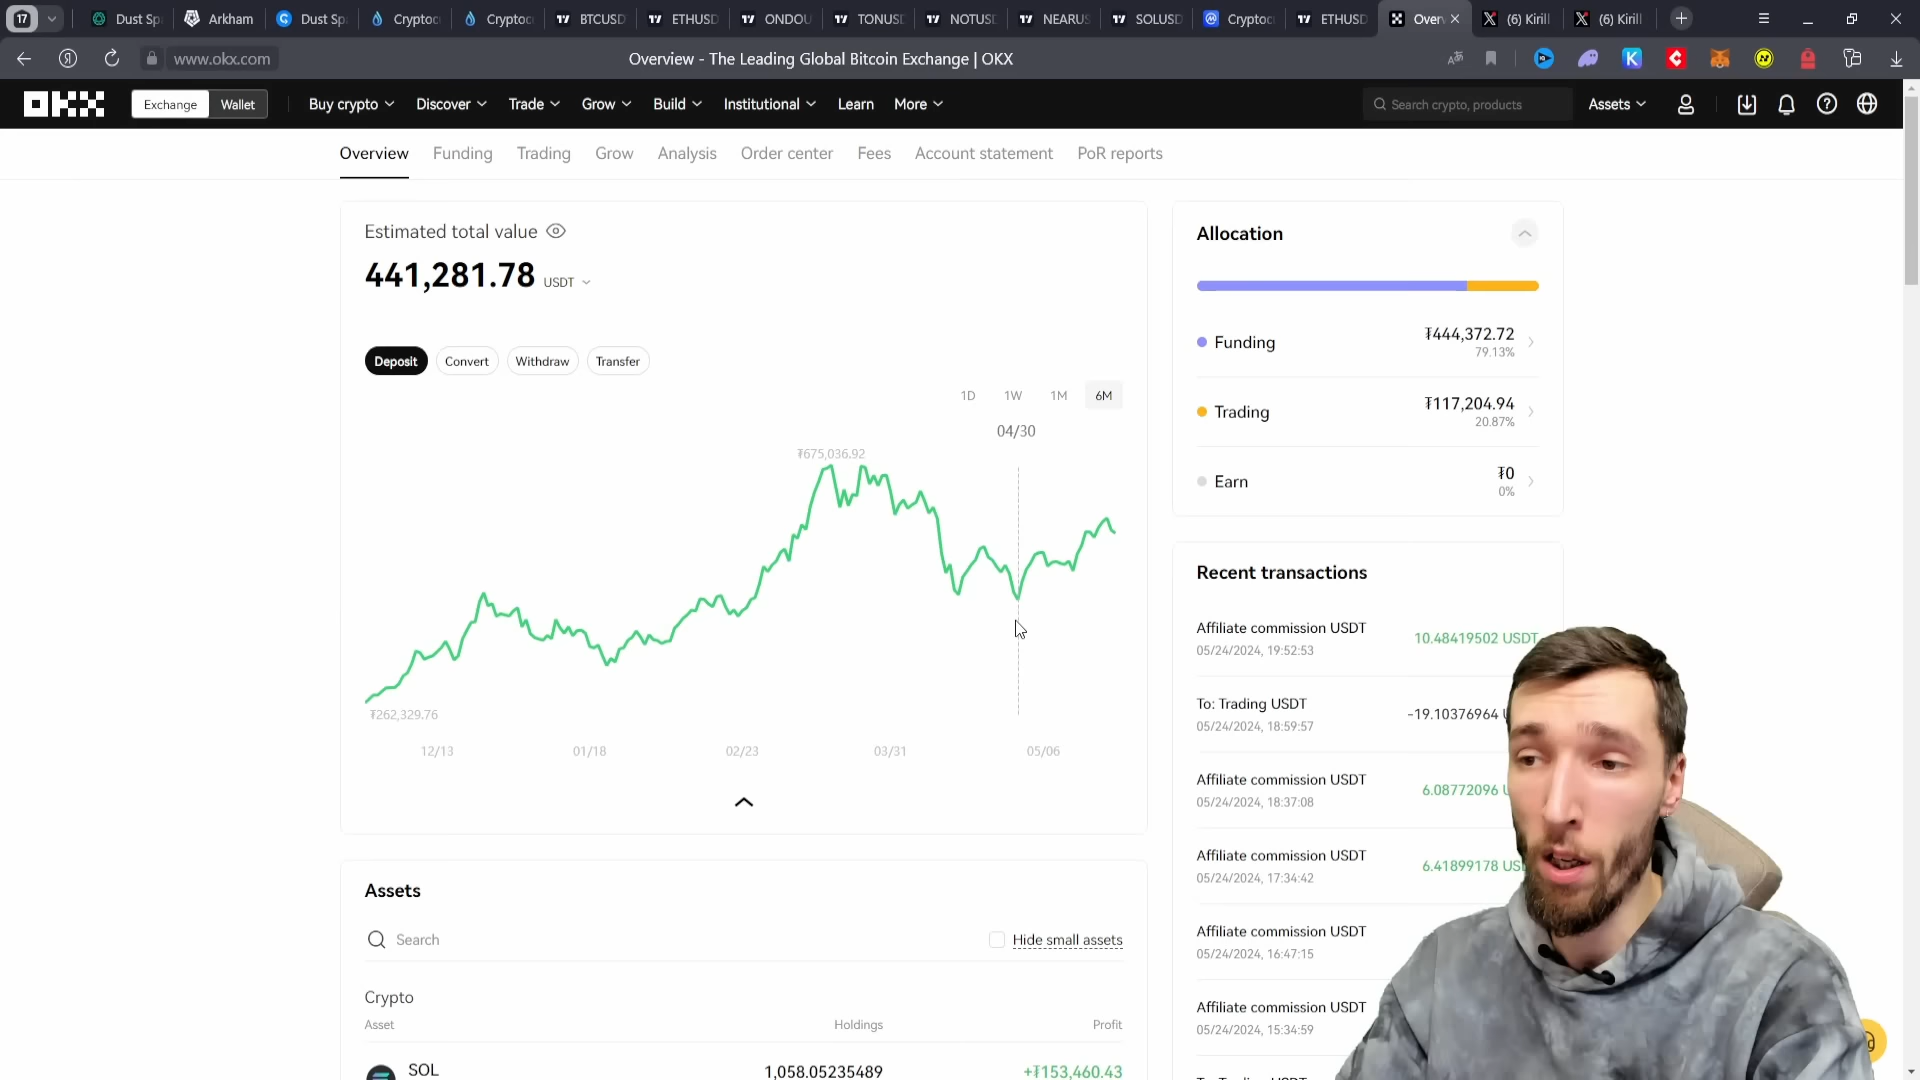 17
Dust Sp
Arkham
Dust Sp
Cryptoc
Cryptoc
BTCUSD
ETHUSD
ONDOU
TONUSD
NOTUSD
NEARUS
SOLUSD
Cryptoc
ETHUSD
Overv
(6) Kirill
(6) Kirill
www.okx.com
Overview - The Leading Global Bitcoin Exchange | OKX
OKX
Exchange
Wallet
Buy crypto
Discover
Trade
Grow
Build
Institutional
Learn
More
Search crypto, products
Assets
Overview
Funding
Trading
Grow
Analysis
Order center
Fees
Account statement
PoR reports
Estimated total value
441,281.78 USDT
Deposit
Convert
Withdraw
Transfer
1D
1W
1M
6M
04/30
₮675,036.92
₮262,329.76
12/13
01/18
02/23
03/31
05/06
Allocation
Funding
₮444,372.72
79.13%
Trading
₮117,204.94
20.87%
Earn
₮0
0%
Recent transactions
Affiliate commission USDT
10.48419502 USDT
05/24/2024, 19:52:53
To: Trading USDT
-19.10376964
05/24/2024, 18:59:57
Affiliate commission USDT
6.08772096
05/24/2024, 18:37:08
Affiliate commission USDT
6.41899178 US
05/24/2024, 17:34:42
Affiliate commission USDT
05/24/2024, 16:47:15
Affiliate commission USDT
05/24/2024, 15:34:59
Assets
Search
Hide small assets
Crypto
Asset
Holdings
Profit
SOL
1,058.05235489
+₮153,460.43